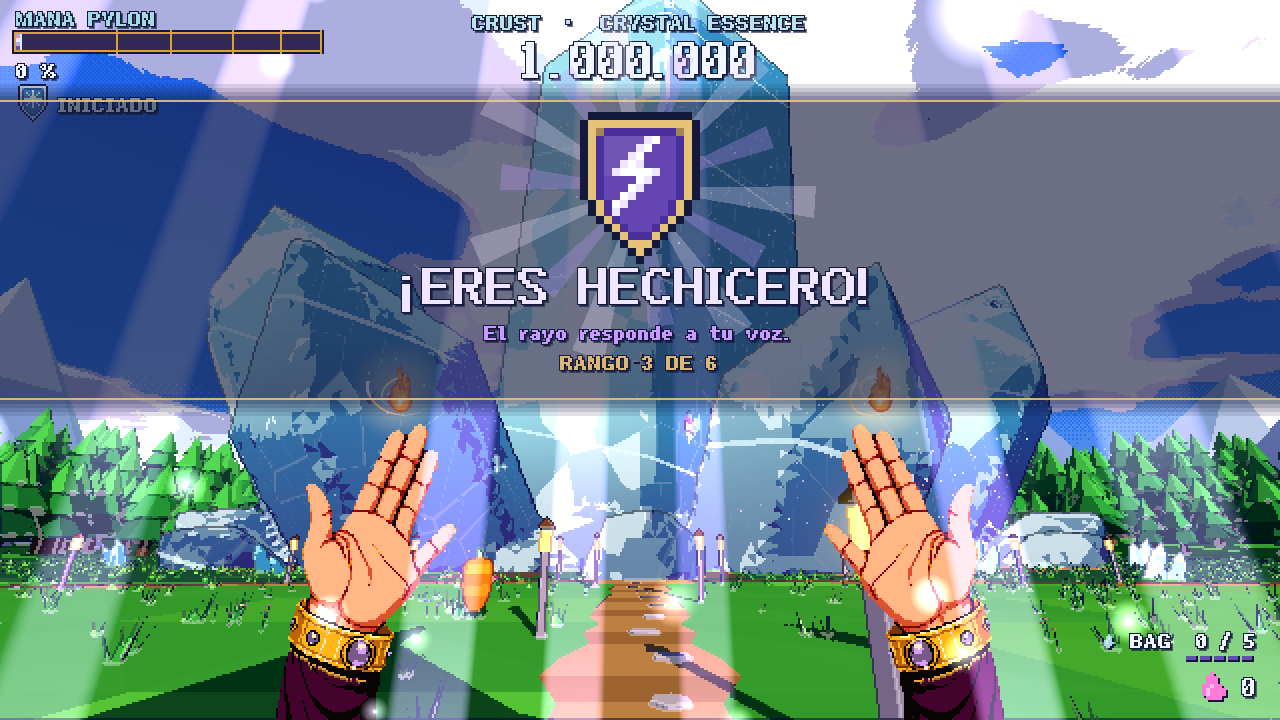 MANA PYLON
CRUST · CRYSTAL ESSENCE
1.000.000
0 %
INICIADO
¡ERES HECHICERO!
El rayo responde a tu voz.
RANGO 3 DE 6
BAG 0 / 5
0